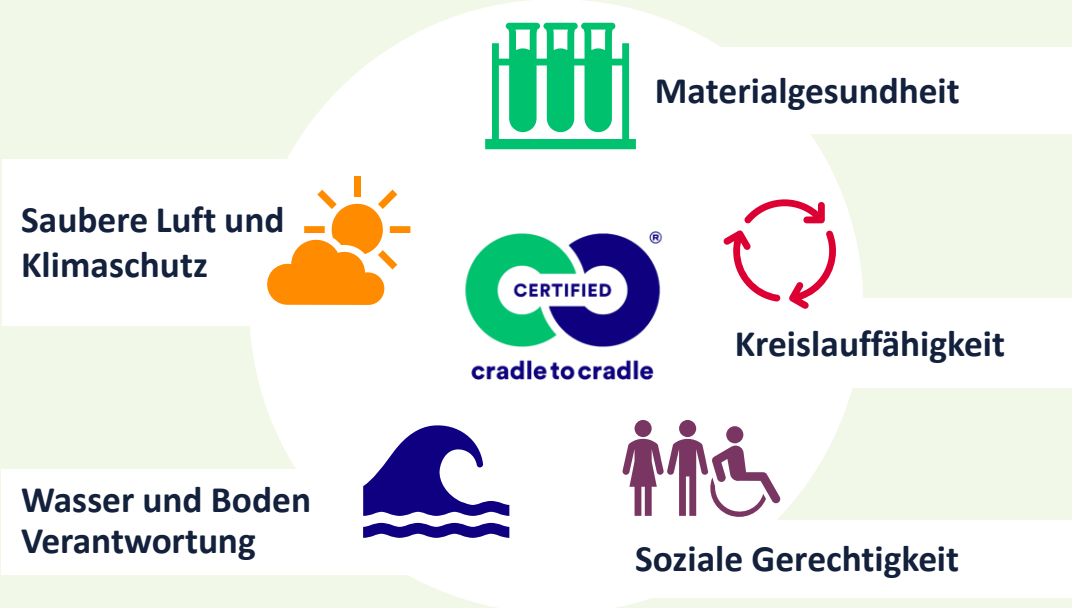 Materialgesundheit
Saubere Luft und
Klimaschutz
®
CERTIFIED
cradle to cradle
Kreislauffähigkeit
Wasser und Boden
Verantwortung
Soziale Gerechtigkeit